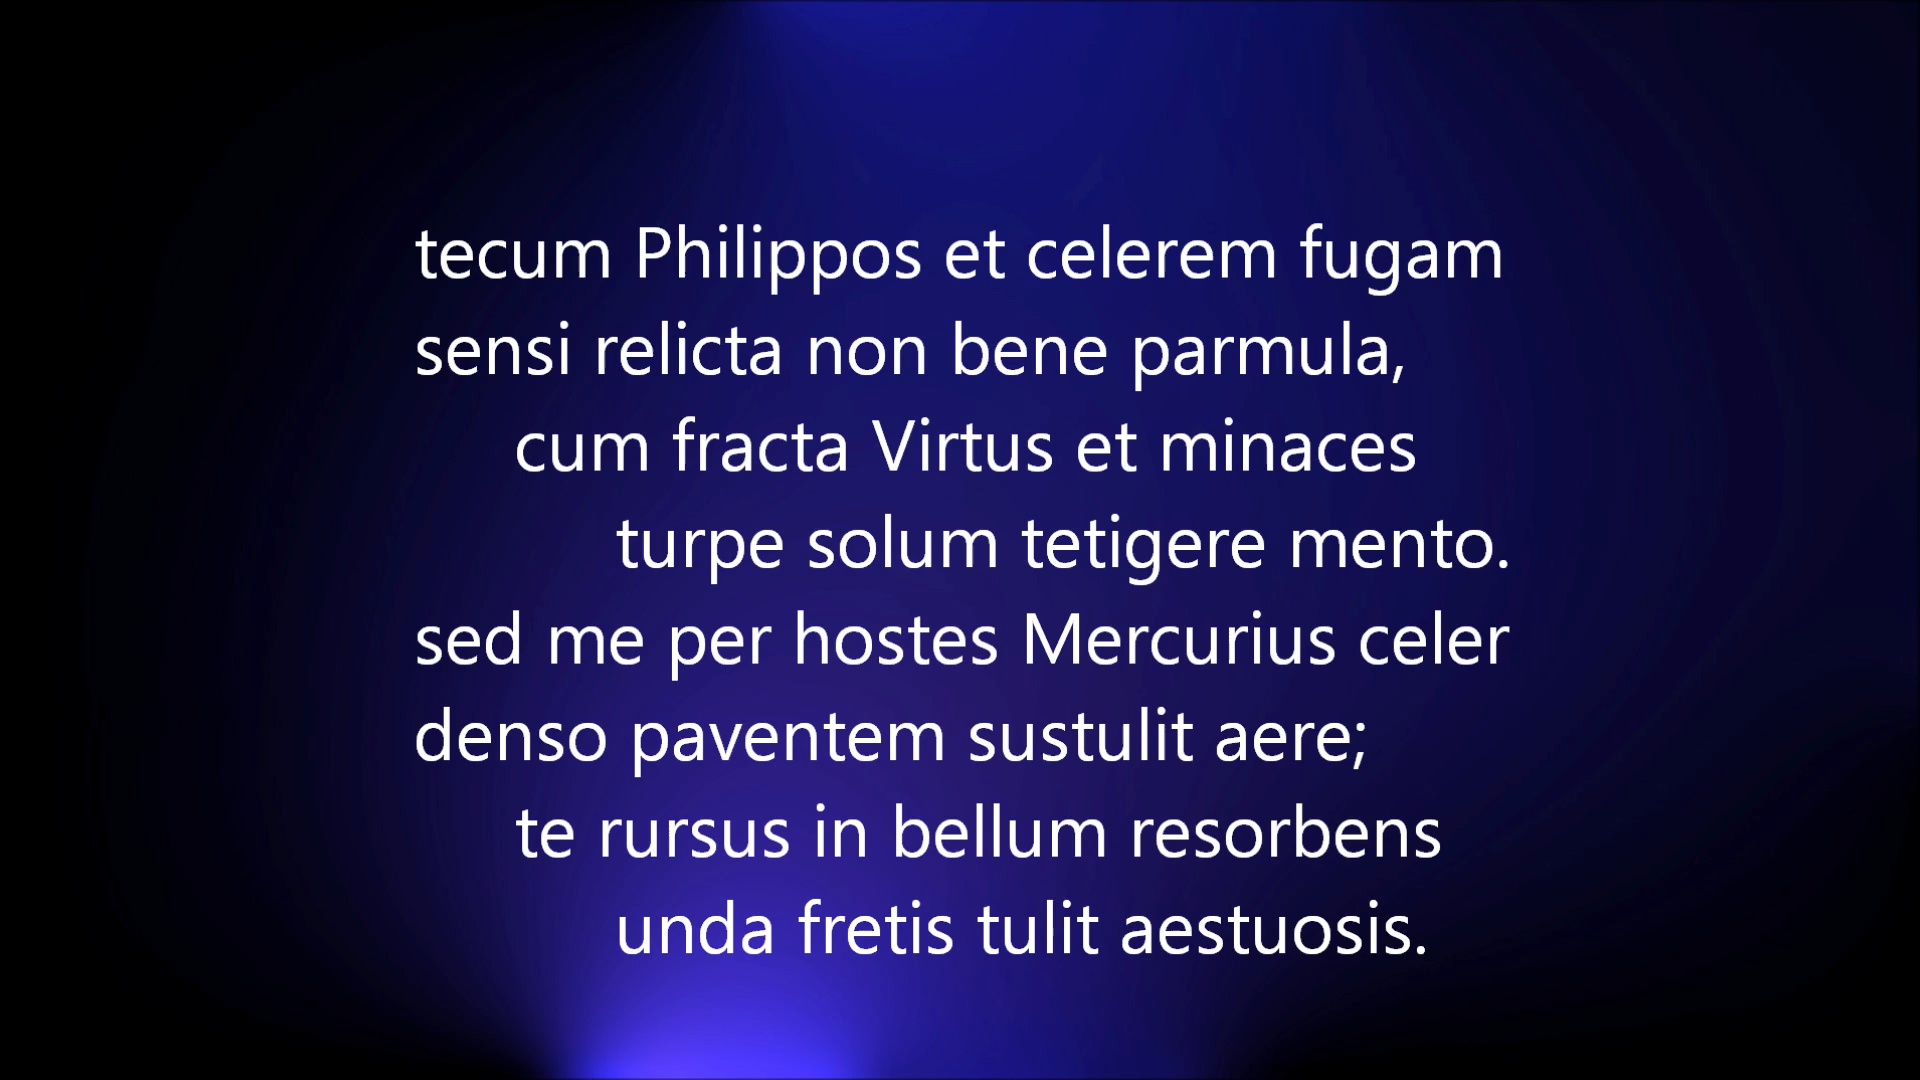 tecum Philippos et celerem fugam
sensi relicta non bene parmula,
cum fracta Virtus et minaces
turpe solum tetigere mento.
sed me per hostes Mercurius celer
denso paventem sustulit aere;
te rursus in bellum resorbens
unda fretis tulit aestuosis.